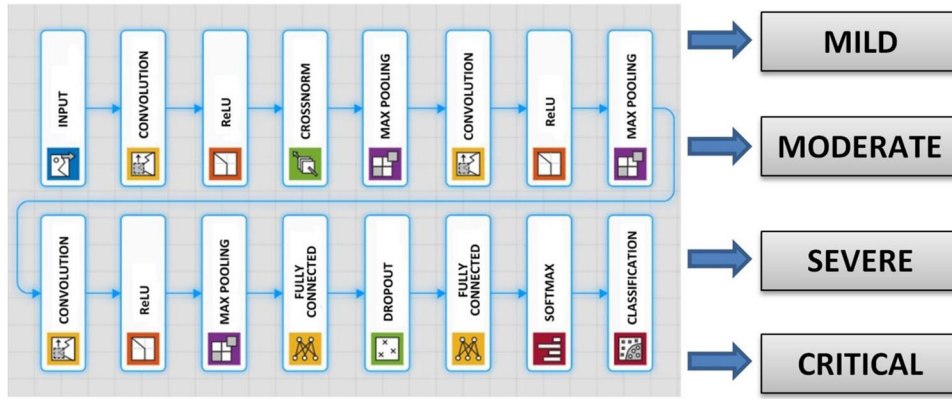 INPUT
CONVOLUTION
ReLU
CROSSNORM
MAX POOLING
CONVOLUTION
ReLU
MAX POOLING
CONVOLUTION
ReLU
MAX POOLING
FULLY
CONNECTED
DROPOUT
FULLY
CONNECTED
SOFTMAX
CLASSIFICATION
MILD
MODERATE
SEVERE
CRITICAL